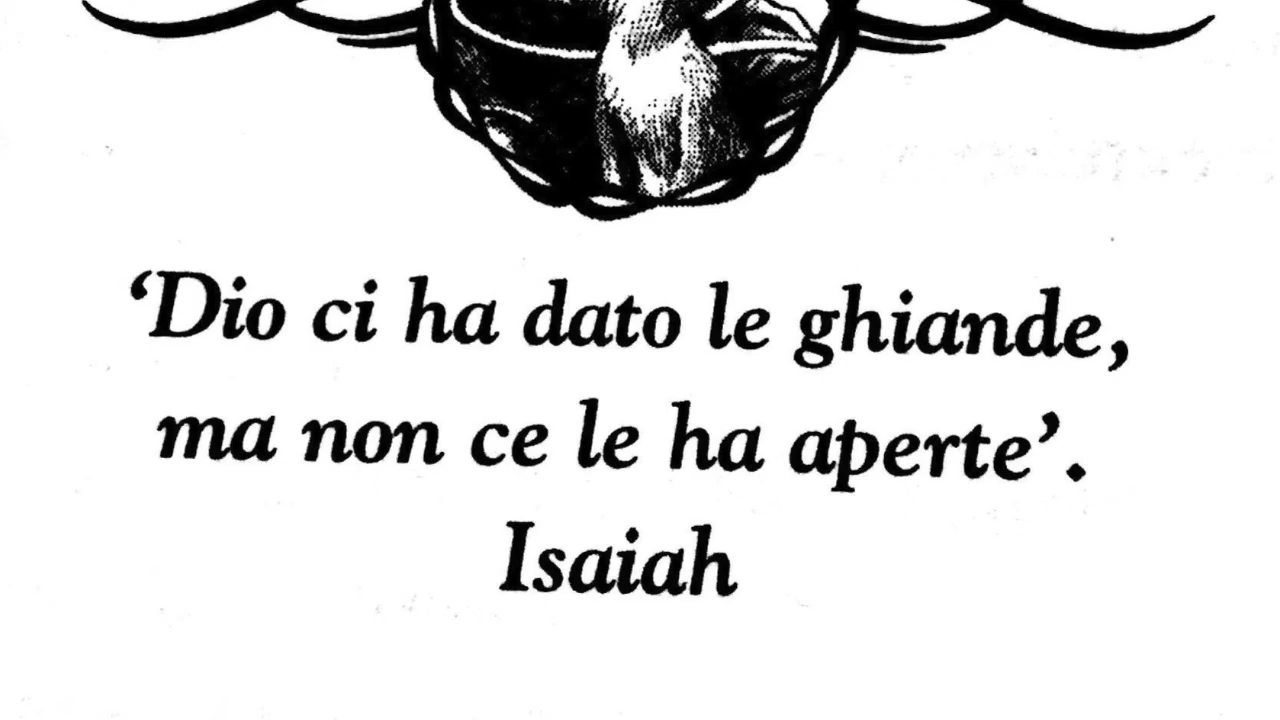 ‘Dio ci ha dato le ghiande,
ma non ce le ha aperte’.
Isaiah